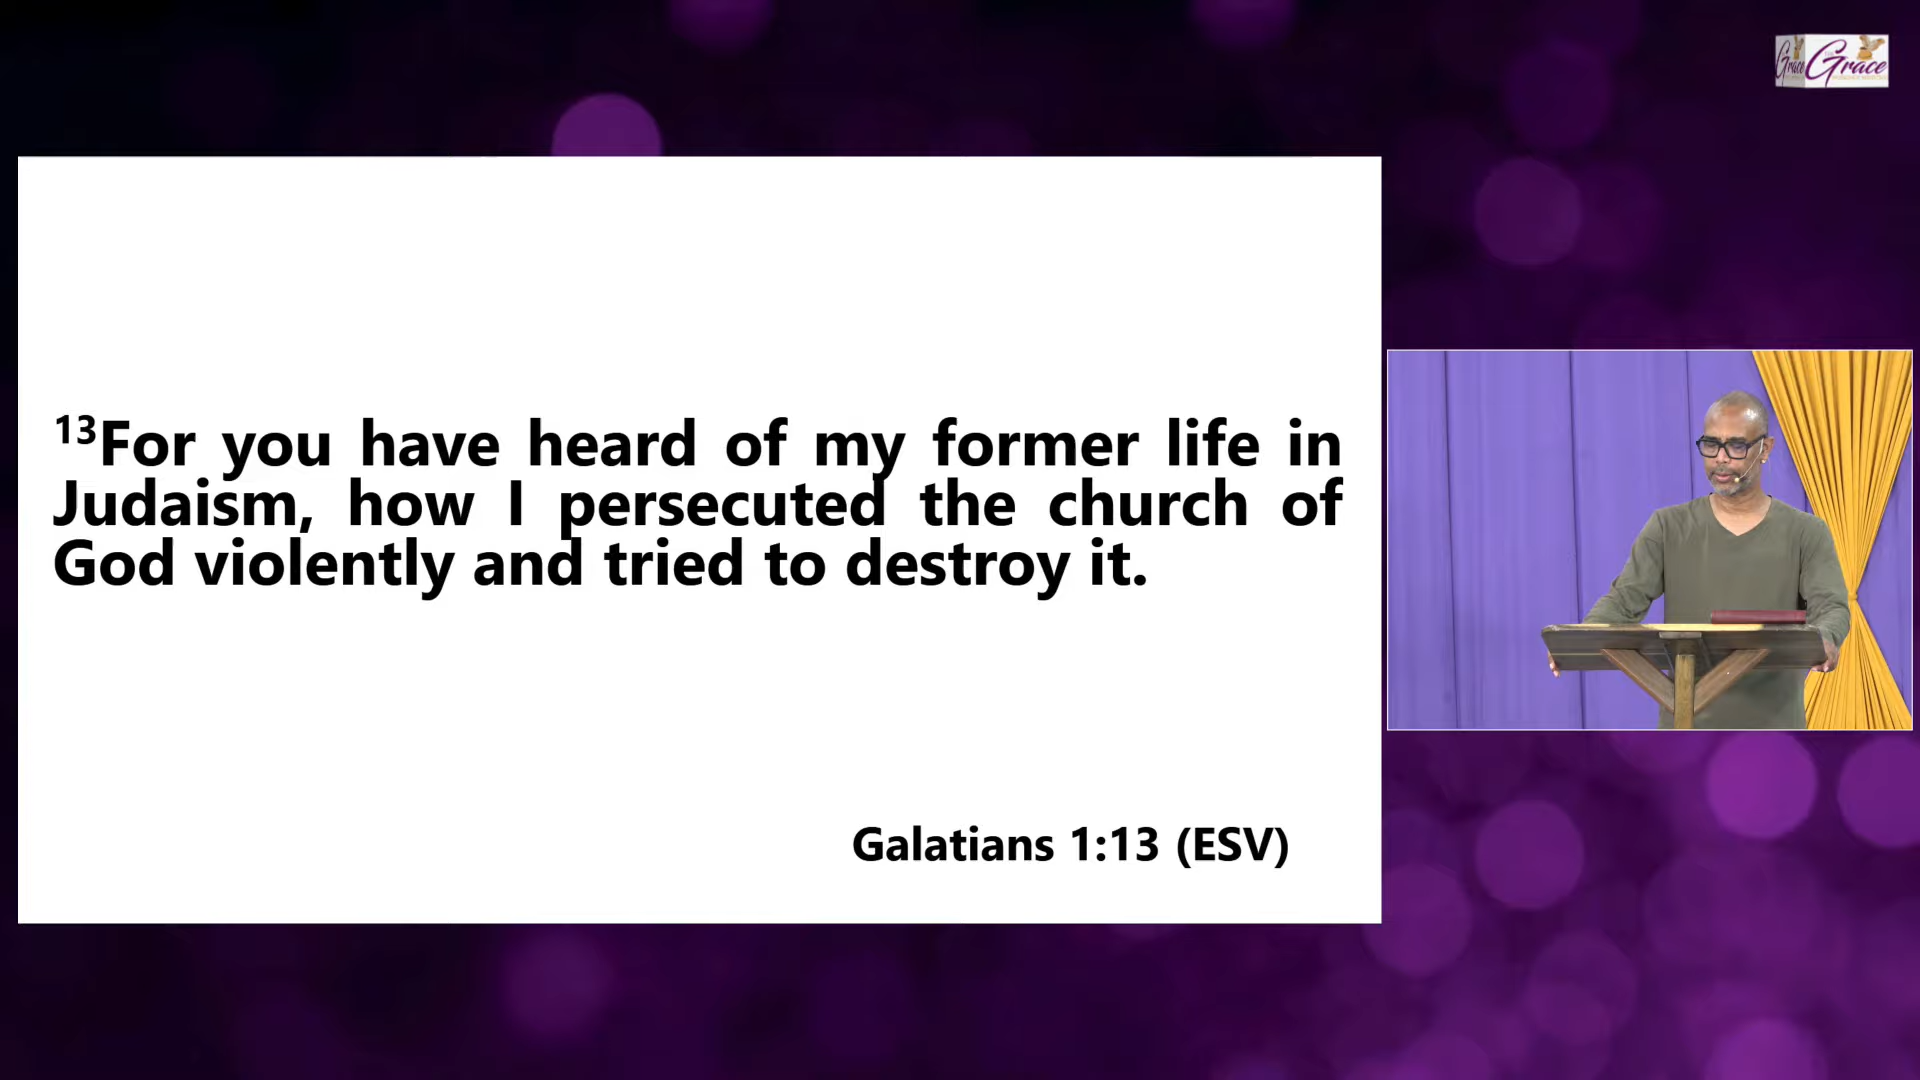 Grace
Grace
¹³For you have heard of my former life in
Judaism, how I persecuted the church of
God violently and tried to destroy it.
Galatians 1:13 (ESV)